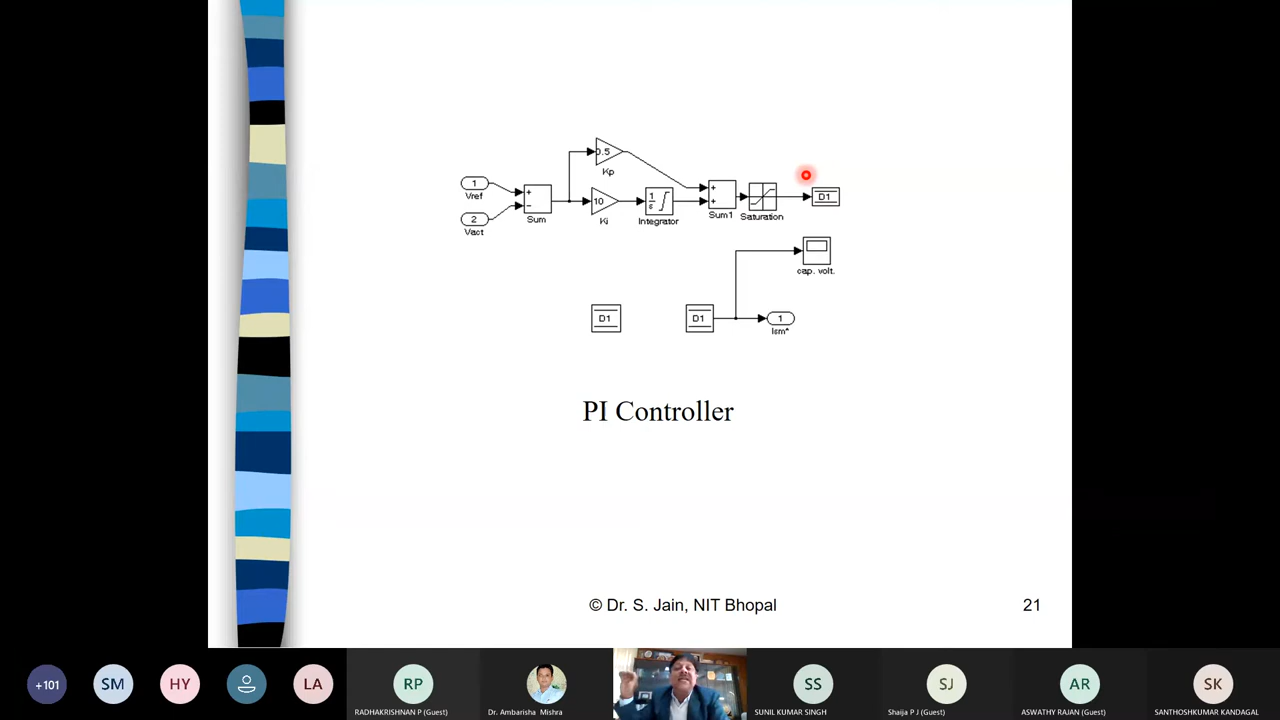 0.5
Kp
1
Vref
2
Vact
+
−
Sum
10
Ki
1
s
Integrator
+
+
Sum1
Saturation
D1
cap. volt.
D1
D1
1
Ism*
PI Controller
© Dr. S. Jain, NIT Bhopal
21
+101
SM
HY
LA
RP
RADHAKRISHNAN P (Guest)
Dr. Ambarisha Mishra
SS
SUNIL KUMAR SINGH
SJ
Shaija P J (Guest)
AR
ASWATHY RAJAN (Guest)
SK
SANTHOSHKUMAR KANDAGAL